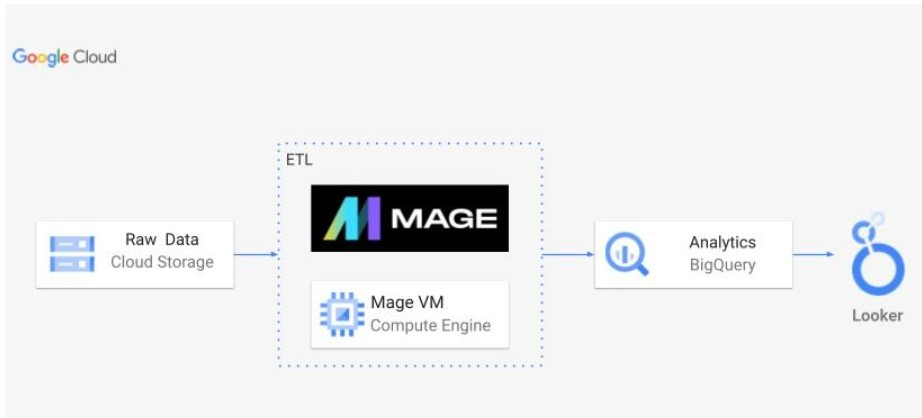 Google Cloud
ETL
MAGE
Raw Data
Cloud Storage
Mage VM
Compute Engine
Analytics
BigQuery
Looker